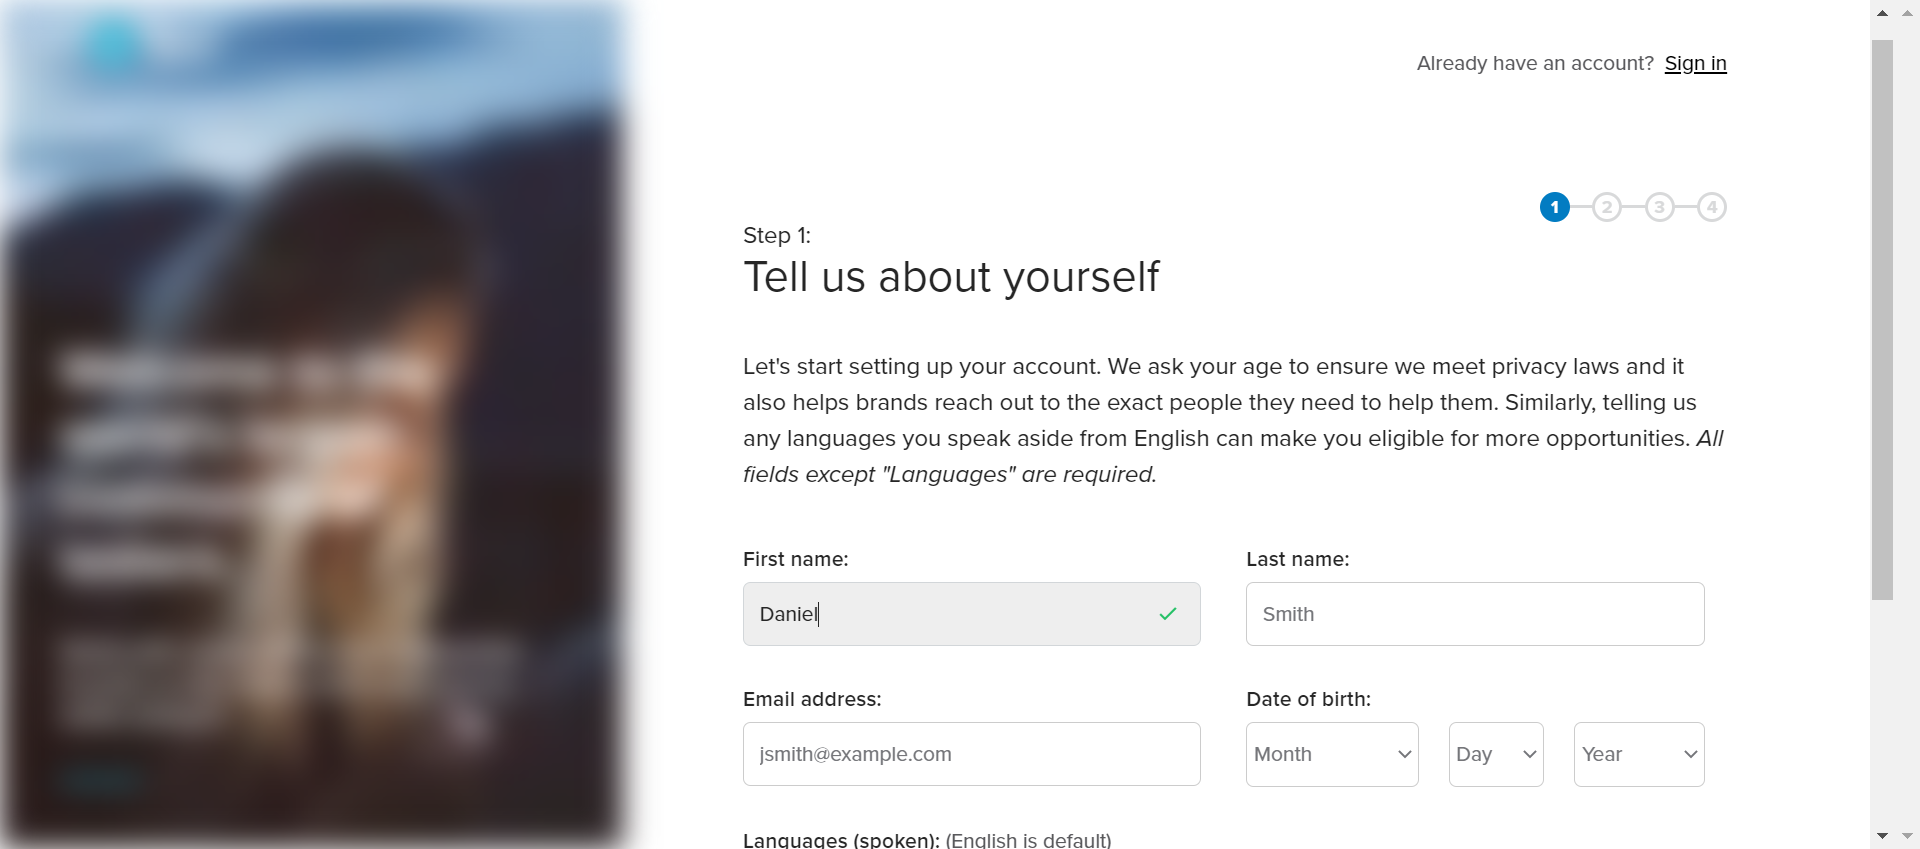 Already have an account? Sign in
1 2 3 4
Step 1:
Tell us about yourself
Let's start setting up your account. We ask your age to ensure we meet privacy laws and it
also helps brands reach out to the exact people they need to help them. Similarly, telling us
any languages you speak aside from English can make you eligible for more opportunities. All
fields except "Languages" are required.
First name: Last name:
Daniel Smith
Email address: Date of birth:
jsmith@example.com Month Day Year
Languages (spoken): (English is default)